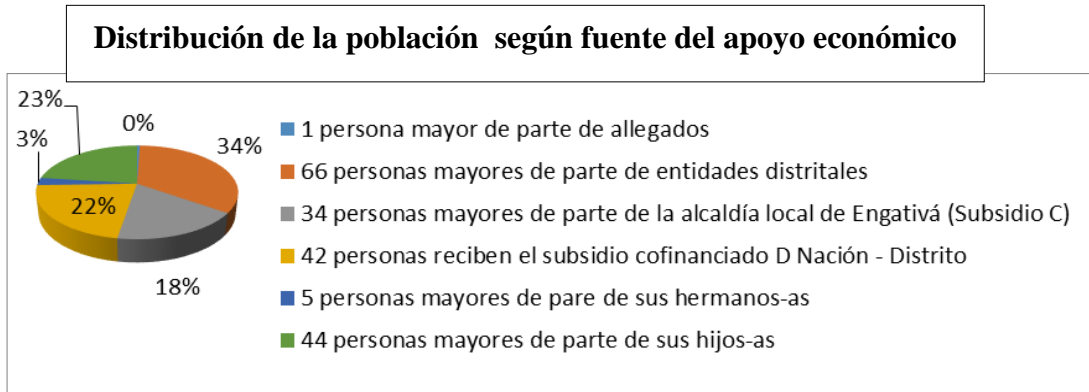 Distribución de la población según fuente del apoyo económico
23%
0%
3%
34%
22%
18%
1 persona mayor de parte de allegados
66 personas mayores de parte de entidades distritales
34 personas mayores de parte de la alcaldía local de Engativá (Subsidio C)
42 personas reciben el subsidio cofinanciado D Nación - Distrito
5 personas mayores de pare de sus hermanos-as
44 personas mayores de parte de sus hijos-as